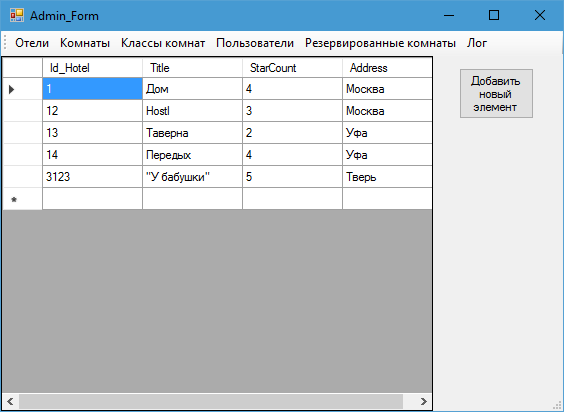 Admin_Form
Отели Комнаты Классы комнат Пользователи Резервированные комнаты Лог
Id_Hotel Title StarCount Address
1 Дом 4 Москва
12 Hostl 3 Москва
13 Таверна 2 Уфа
14 Передых 4 Уфа
3123 "У бабушки" 5 Тверь
Добавить
новый
элемент